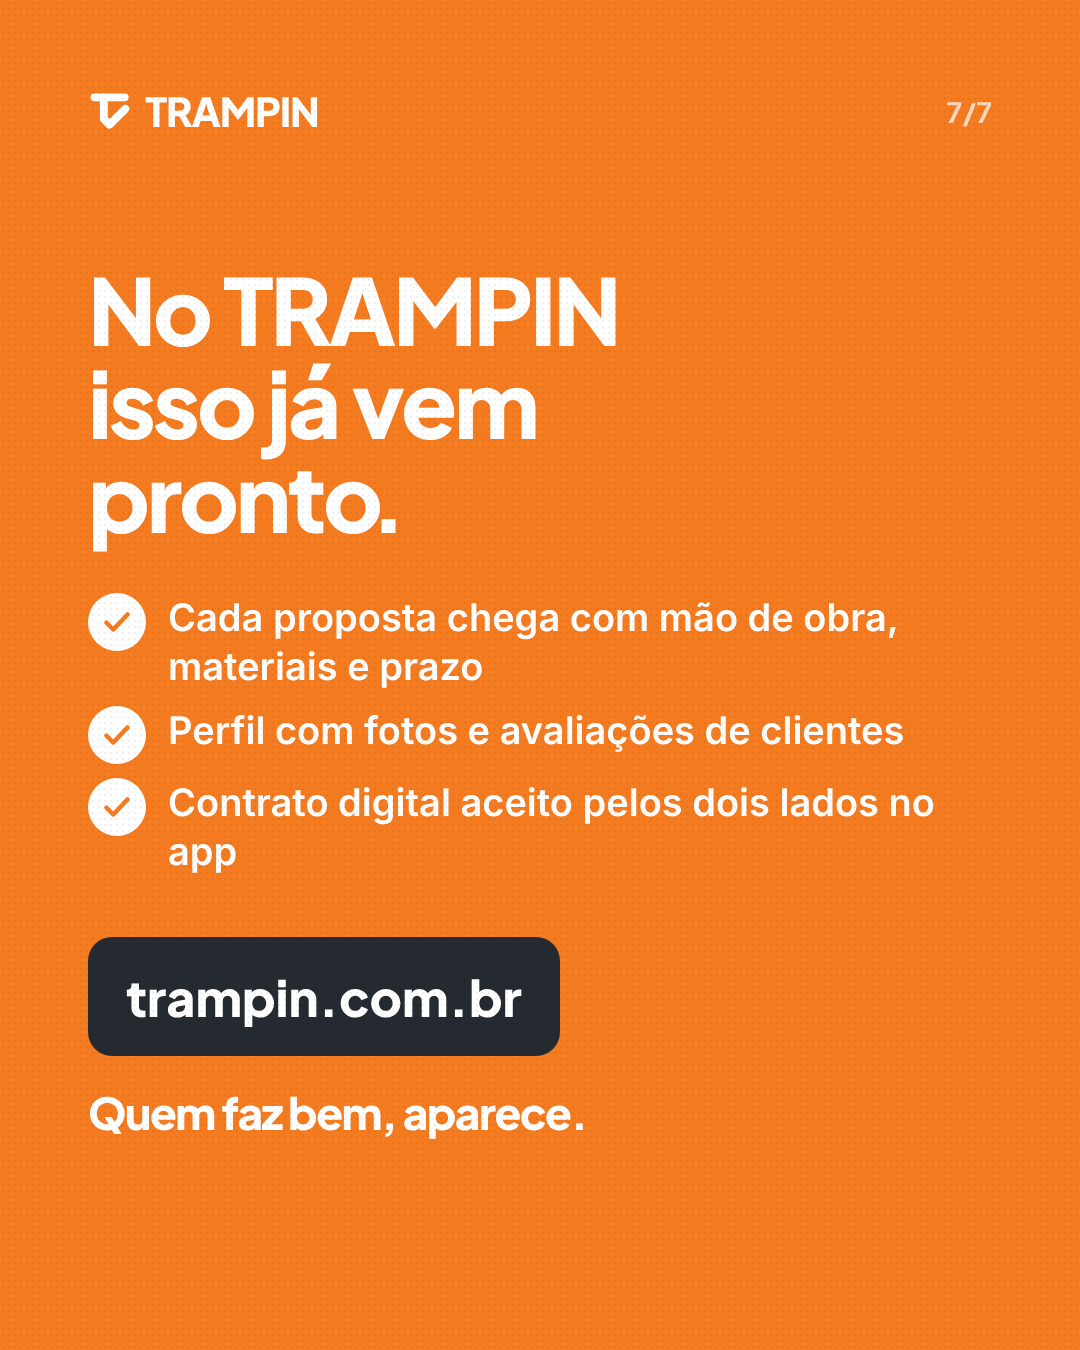 TRAMPIN
7/7
No TRAMPIN
isso já vem
pronto.
Cada proposta chega com mão de obra,
materiais e prazo
Perfil com fotos e avaliações de clientes
Contrato digital aceito pelos dois lados no
app
trampin.com.br
Quem faz bem, aparece.